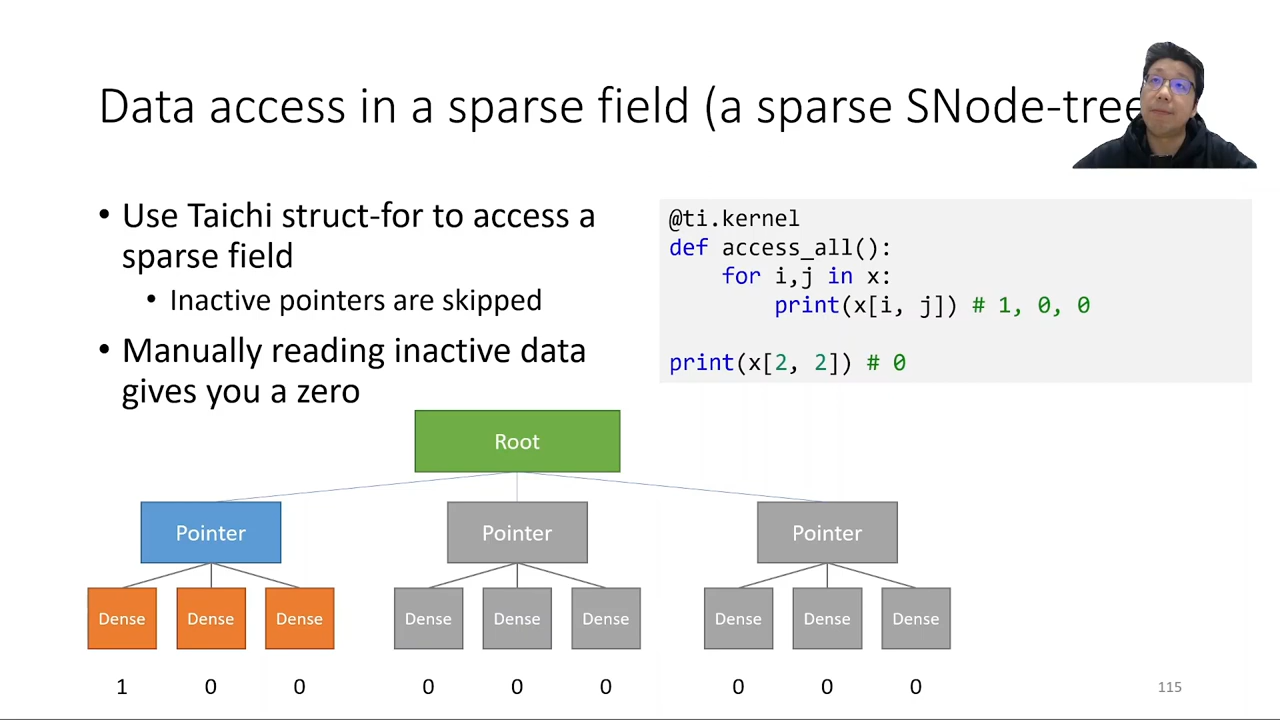 Data access in a sparse field (a sparse SNode-tree
• Use Taichi struct-for to access a
sparse field
• Inactive pointers are skipped
• Manually reading inactive data
gives you a zero
@ti.kernel
def access_all():
    for i,j in x:
        print(x[i, j]) # 1, 0, 0
print(x[2, 2]) # 0
Root
Pointer Pointer Pointer
Dense Dense Dense Dense Dense Dense Dense Dense Dense
1 0 0 0 0 0 0 0 0
115